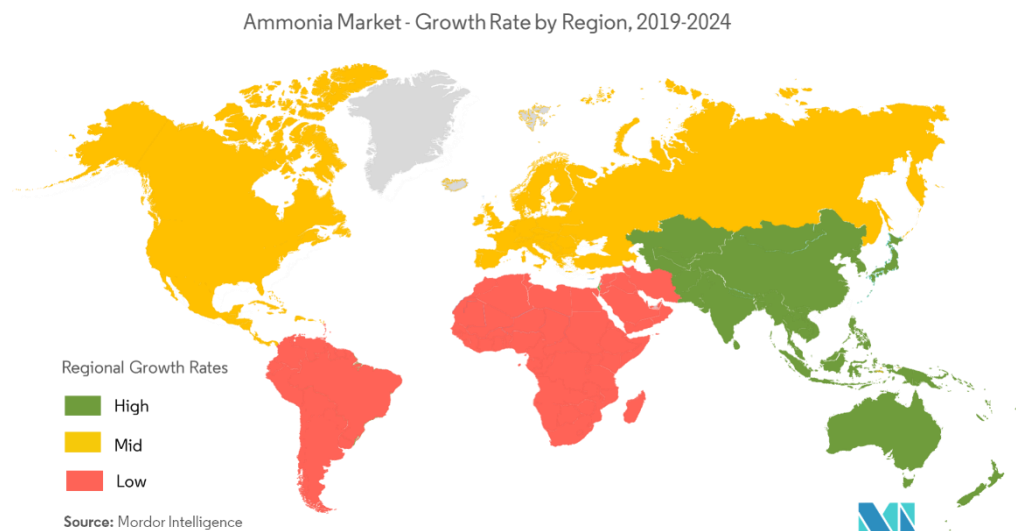 Ammonia Market - Growth Rate by Region, 2019-2024
Regional Growth Rates
High
Mid
Low
Source: Mordor Intelligence